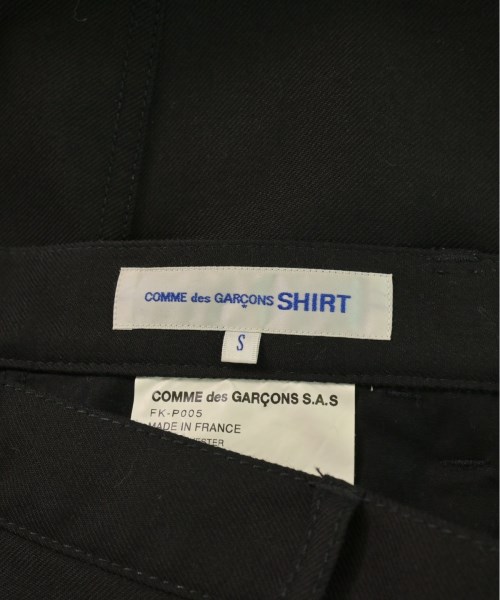 COMME des GARÇONS SHIRT
S
COMME des GARÇONS S.A.S
FK-P005
MADE IN FRANCE